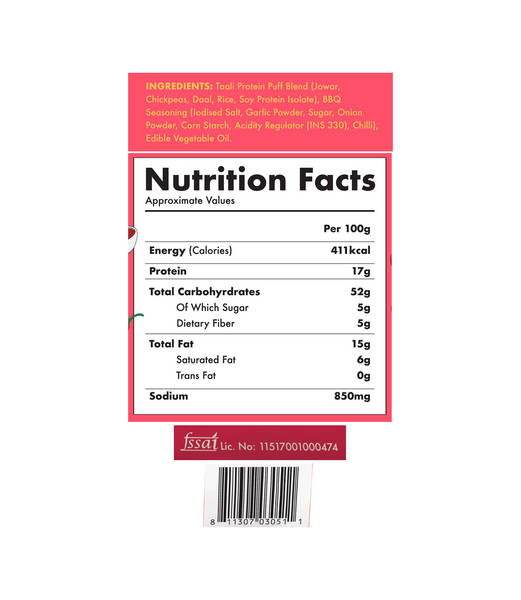 INGREDIENTS: Taali Protein Puff Blend (Jowar,
Chickpeas, Daal, Rice, Soy Protein Isolate), BBQ
Seasoning (Iodised Salt, Garlic Powder, Sugar, Onion
Powder, Corn Starch, Acidity Regulator (INS 330), Chilli),
Edible Vegetable Oil.
Nutrition Facts
Approximate Values
Per 100g
Energy (Calories) 411kcal
Protein 17g
Total Carbohyrdrates 52g
Of Which Sugar 5g
Dietary Fiber 5g
Total Fat 15g
Saturated Fat 6g
Trans Fat 0g
Sodium 850mg
fssai Lic. No: 11517001000474
8 11307 03051 1